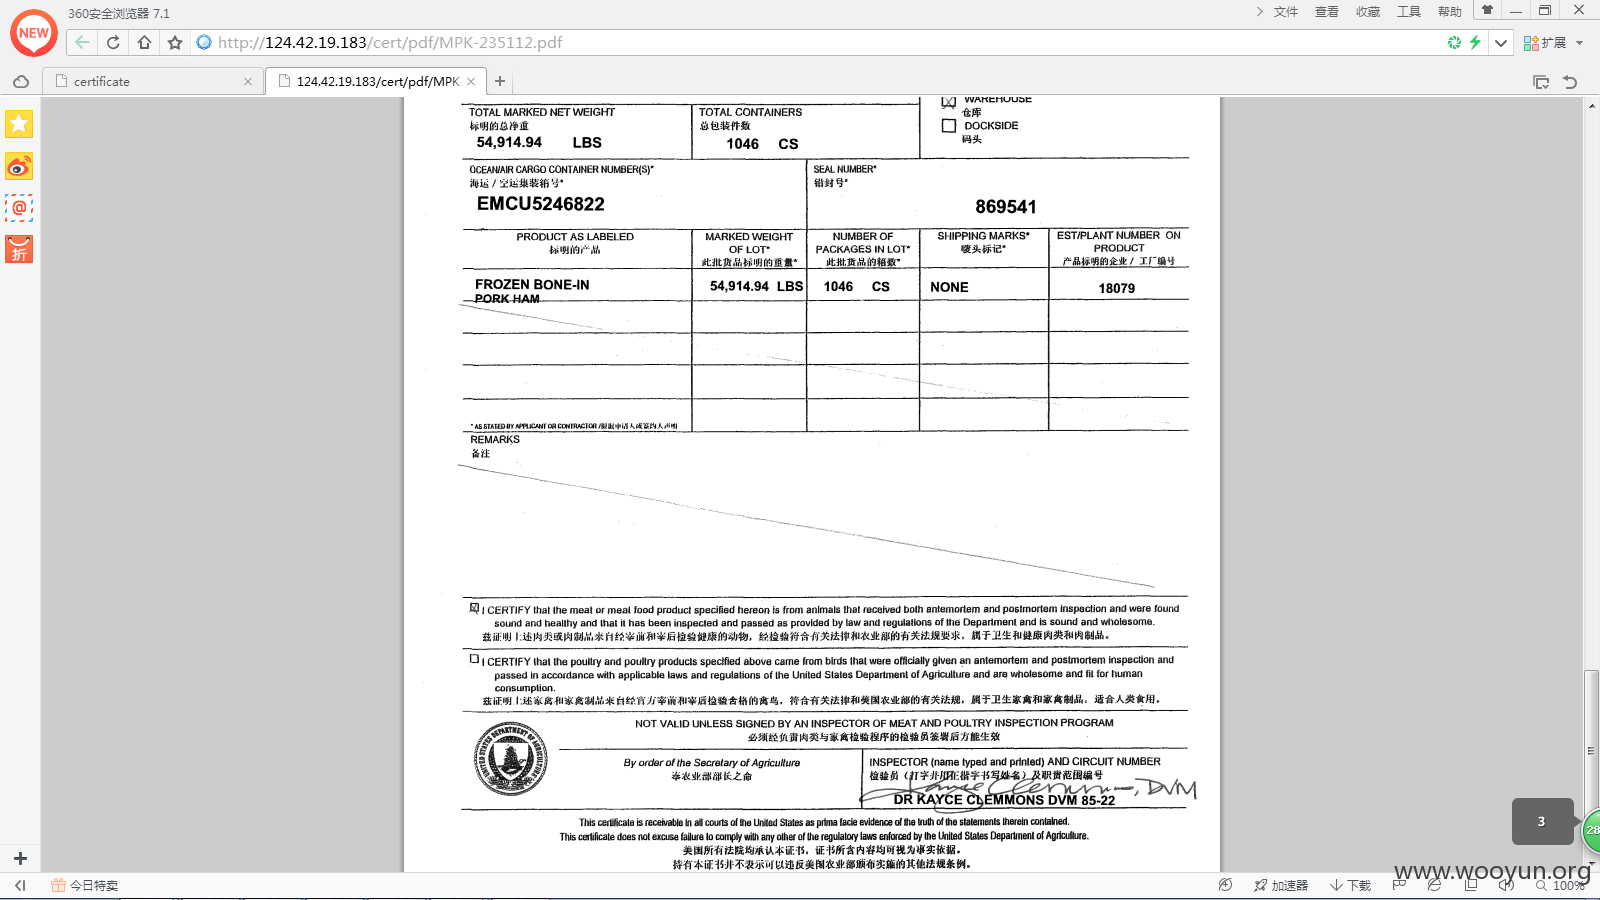 360安全浏览器 7.1
文件 查看 收藏 工具 帮助
NEW
http://124.42.19.183/cert/pdf/MPK-235112.pdf
扩展
certificate
124.42.19.183/cert/pdf/MPK
TOTAL MARKED NET WEIGHT
标明的总净重
54,914.94 LBS
TOTAL CONTAINERS
总包装件数
1046 CS
WAREHOUSE
仓库
DOCKSIDE
码头
OCEAN/AIR CARGO CONTAINER NUMBER(S)*
海运 / 空运集装箱号*
EMCU5246822
SEAL NUMBER*
铅封号*
869541
PRODUCT AS LABELED
标明的产品
MARKED WEIGHT
OF LOT*
此批货品标明的重量*
NUMBER OF
PACKAGES IN LOT*
此批货品的箱数*
SHIPPING MARKS*
唛头标记*
EST/PLANT NUMBER ON
PRODUCT
产品标明的企业 / 工厂编号
FROZEN BONE-IN
PORK HAM
54,914.94 LBS
1046 CS
NONE
18079
* AS STATED BY APPLICANT OR CONTRACTOR /根据申请人或签约人声明
REMARKS
备注
I CERTIFY that the meat or meat food product specified hereon is from animals that received both antemortem and postmortem inspection and were found
sound and healthy and that it has been inspected and passed as provided by law and regulations of the Department and is sound and wholesome.
兹证明上述肉类或肉制品来自经宰前和宰后检验健康的动物，经检验符合有关法律和农业部的有关法规要求，属于卫生和健康肉类和肉制品。
I CERTIFY that the poultry and poultry products specified above came from birds that were officially given an antemortem and postmortem inspection and
passed in accordance with applicable laws and regulations of the United States Department of Agriculture and are wholesome and fit for human
consumption.
兹证明上述家禽和家禽制品来自经官方宰前和宰后检验合格的禽鸟，符合有关法律和美国农业部的有关法规，属于卫生家禽和家禽制品，适合人类食用。
NOT VALID UNLESS SIGNED BY AN INSPECTOR OF MEAT AND POULTRY INSPECTION PROGRAM
必须经负责肉类与家禽检验程序的检验员签署后方能生效
UNITED STATES DEPARTMENT OF AGRICULTURE
By order of the Secretary of Agriculture
奉农业部部长之命
INSPECTOR (name typed and printed) AND CIRCUIT NUMBER
检验员（打字并用正楷字书写姓名）及职责范围编号
Kayce Clemmons, DVM
DR KAYCE CLEMMONS DVM 85-22
This certificate is receivable in all courts of the United States as prima facie evidence of the truth of the statements therein contained.
This certificate does not excuse failure to comply with any other of the regulatory laws enforced by the United States Department of Agriculture.
美国所有法院均承认本证书，证书所含内容均可视为事实依据。
持有本证书并不表示可以违反美国农业部颁布实施的其他法规条例。
3
28
折
今日特卖
加速器
下载
100%
www.wooyun.org